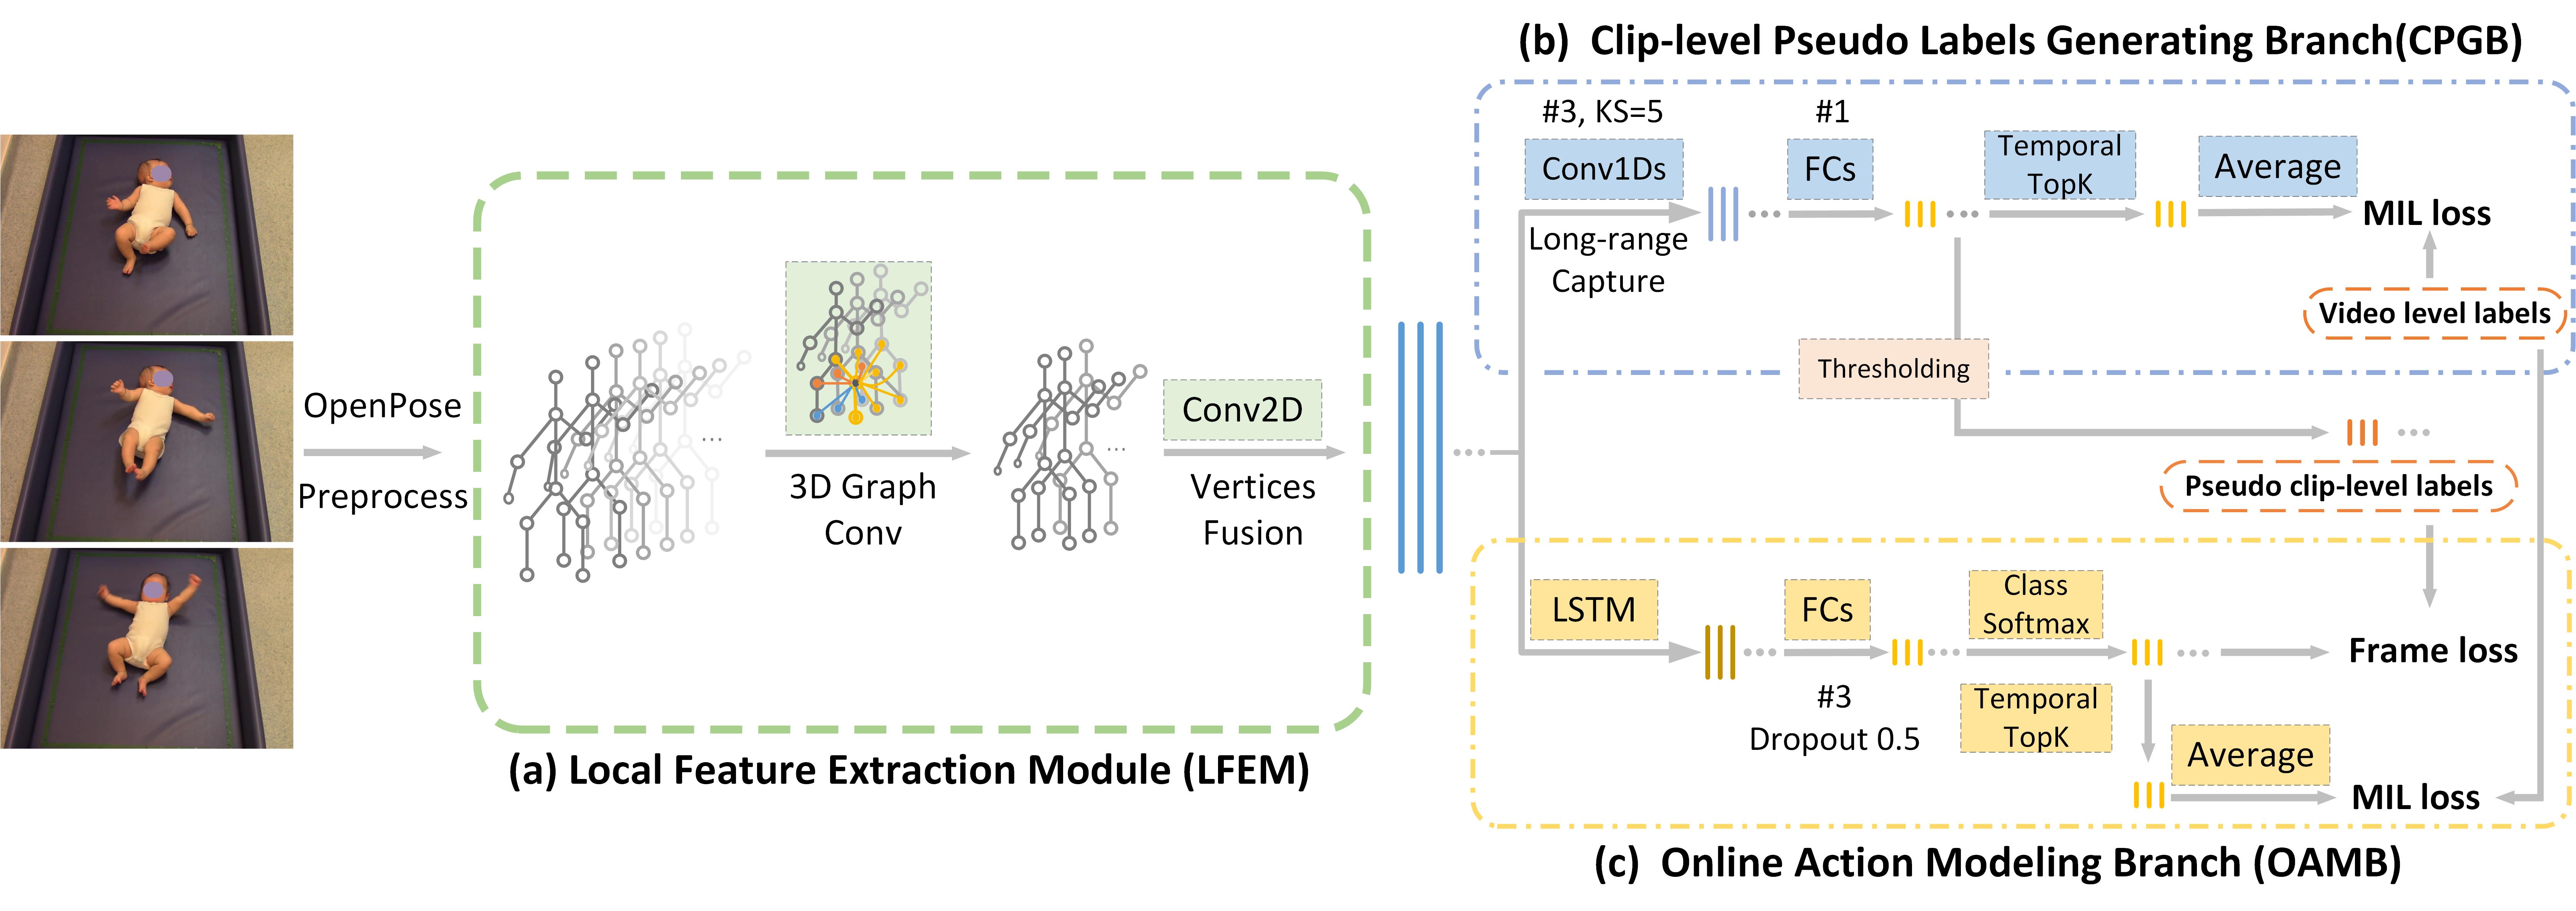 (b) Clip-level Pseudo Labels Generating Branch(CPGB)
#3, KS=5
#1
Conv1Ds
FCs
Temporal
TopK
Average
Long-range
Capture
MIL loss
Video level labels
Thresholding
OpenPose
Preprocess
3D Graph
Conv
...
...
Conv2D
Vertices
Fusion
Pseudo clip-level labels
(a) Local Feature Extraction Module (LFEM)
LSTM
FCs
Class
Softmax
#3
Dropout 0.5
Temporal
TopK
Frame loss
Average
MIL loss
(c) Online Action Modeling Branch (OAMB)